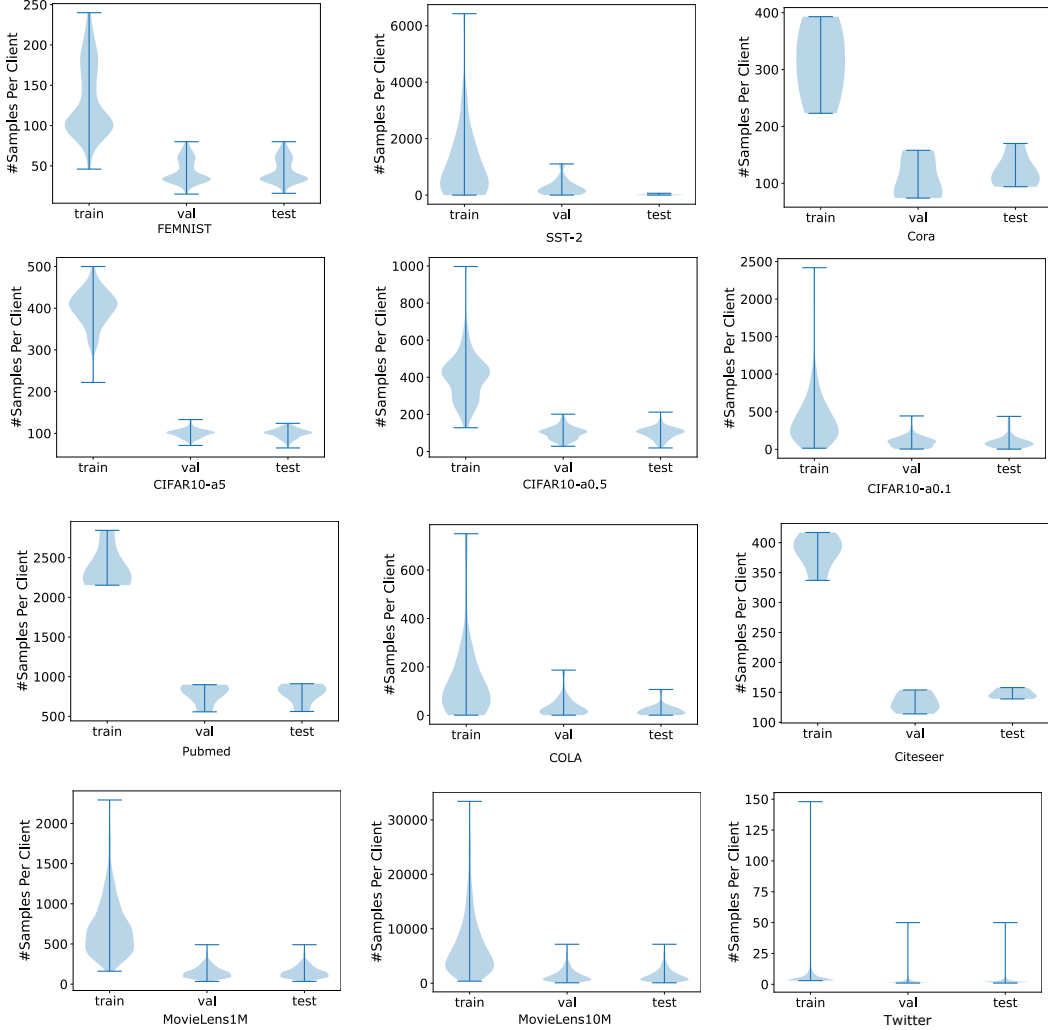 #Samples Per Client
250
200
150
100
50
train
val
test
FEMNIST
#Samples Per Client
6000
4000
2000
0
train
val
test
SST-2
#Samples Per Client
400
300
200
100
train
val
test
Cora
#Samples Per Client
500
400
300
200
100
train
val
test
CIFAR10-a5
#Samples Per Client
1000
800
600
400
200
0
train
val
test
CIFAR10-a0.5
#Samples Per Client
2500
2000
1500
1000
500
0
train
val
test
CIFAR10-a0.1
#Samples Per Client
2500
2000
1500
1000
500
train
val
test
Pubmed
#Samples Per Client
600
400
200
0
train
val
test
COLA
#Samples Per Client
400
350
300
250
200
150
100
train
val
test
Citeseer
#Samples Per Client
2000
1500
1000
500
0
train
val
test
MovieLens1M
#Samples Per Client
30000
20000
10000
0
train
val
test
MovieLens10M
#Samples Per Client
150
125
100
75
50
25
0
train
val
test
Twitter